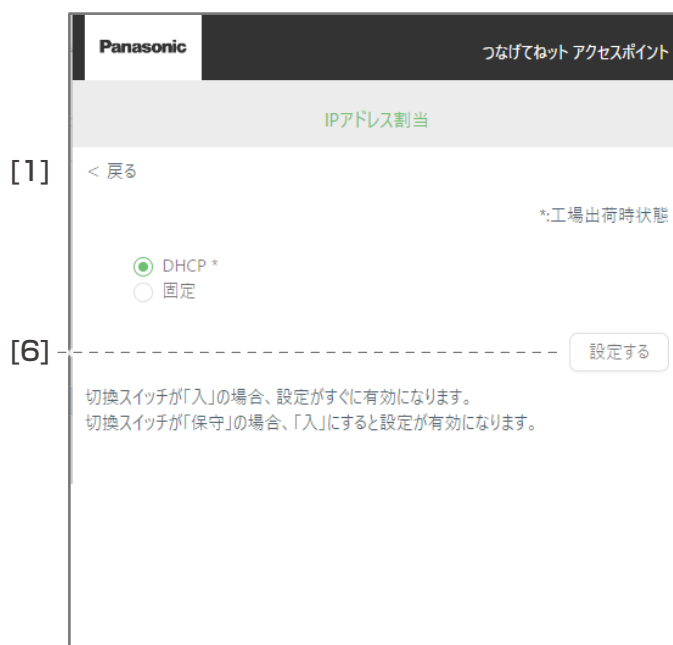 Panasonic
つなげてねット アクセスポイント
IPアドレス割当
[1]
< 戻る
*:工場出荷時状態
DHCP *
固定
[6]
設定する
切換スイッチが「入」の場合、設定がすぐに有効になります。
切換スイッチが「保守」の場合、「入」にすると設定が有効になります。